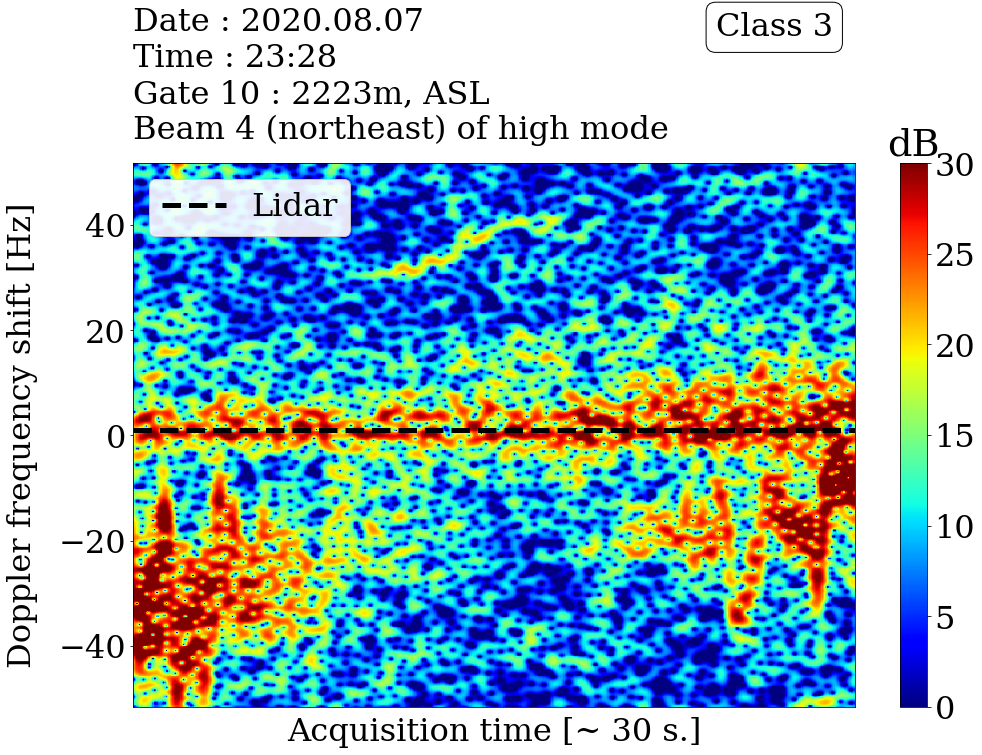 Date : 2020.08.07
Time : 23:28
Gate 10 : 2223m, ASL
Beam 4 (northeast) of high mode
Class 3
dB
Lidar
Doppler frequency shift [Hz]
40
20
0
−20
−40
Acquisition time [~ 30 s.]
30
25
20
15
10
5
0